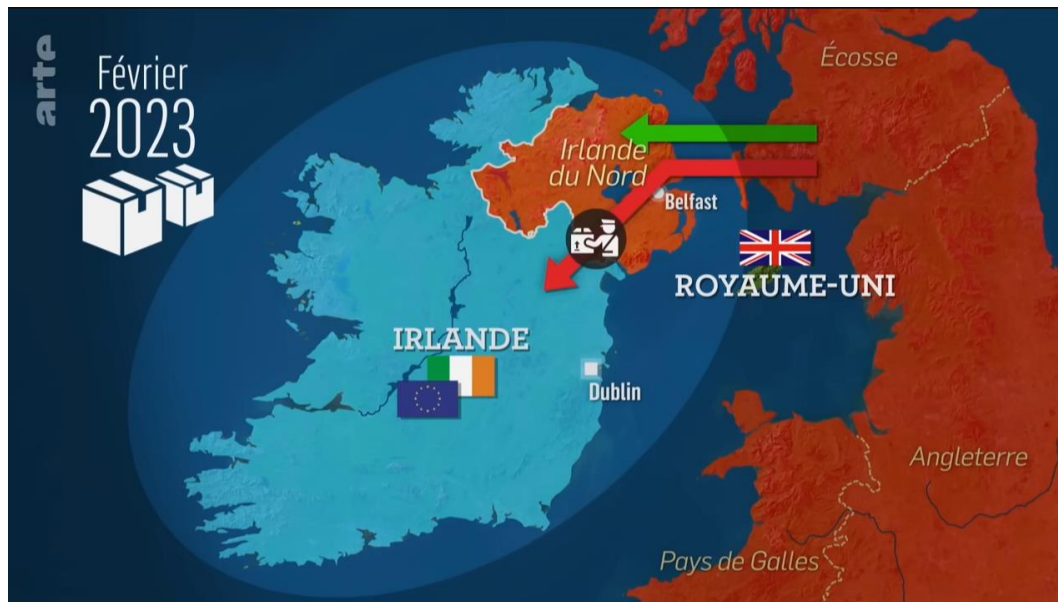 arte
Février
2023
Écosse
Irlande
du Nord
Belfast
ROYAUME-UNI
IRLANDE
Dublin
Angleterre
Pays de Galles